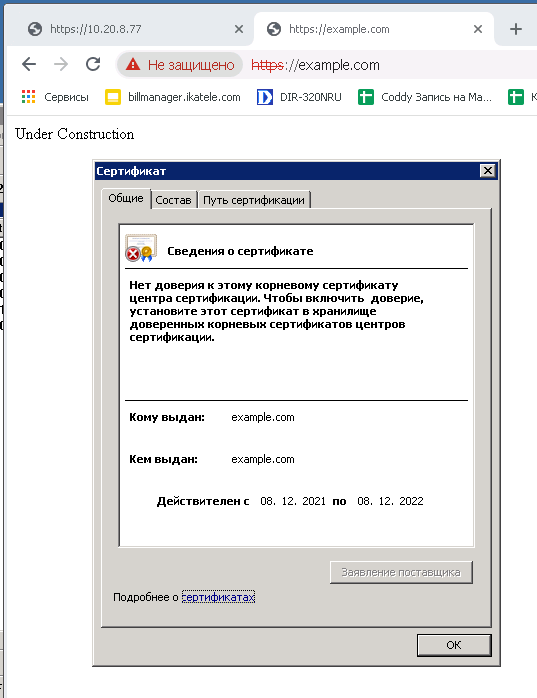 https://10.20.8.77
https://example.com
Не защищено
https://example.com
Сервисы
billmanager.ikatele.com
DIR-320NRU
Coddy Запись на Ма...
Under Construction
Сертификат
Общие
Состав
Путь сертификации
Сведения о сертификате
Нет доверия к этому корневому сертификату
центра сертификации. Чтобы включить доверие,
установите этот сертификат в хранилище
доверенных корневых сертификатов центров
сертификации.
Кому выдан: example.com
Кем выдан: example.com
Действителен с 08. 12. 2021 по 08. 12. 2022
Заявление поставщика
Подробнее о сертификатах
OK